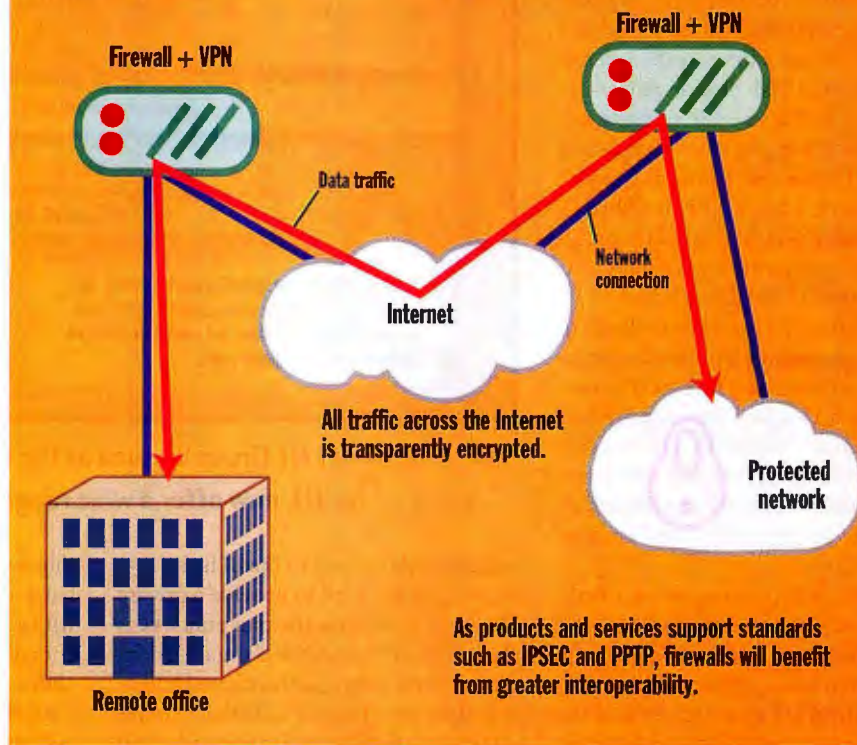 Firewall + VPN
Firewall + VPN
Data traffic
Network
connection
Internet
All traffic across the Internet
is transparently encrypted.
Protected
network
Remote office
As products and services support standards
such as IPSEC and PPTP, firewalls will benefit
from greater interoperability.